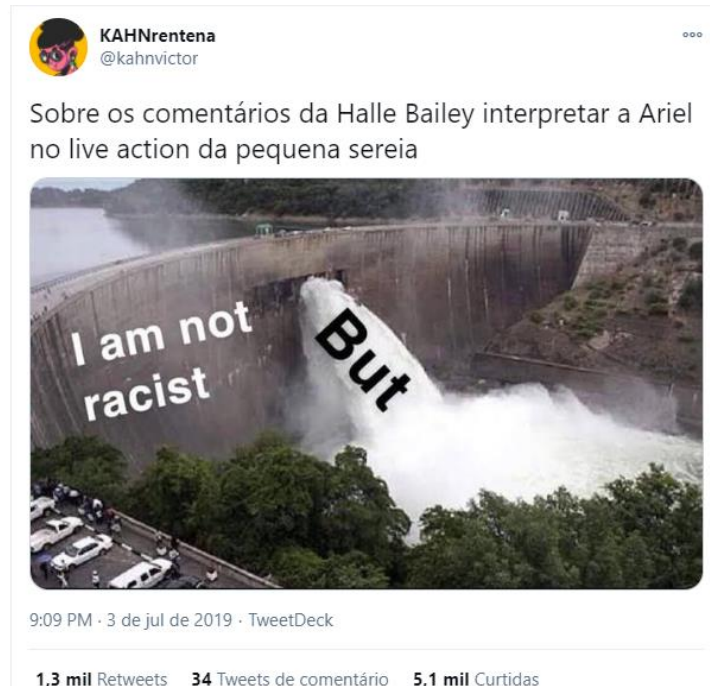 KAHNrentena
@kahnvictor
Sobre os comentários da Halle Bailey interpretar a Ariel
no live action da pequena sereia
I am not
racist
But
9:09 PM · 3 de jul de 2019 · TweetDeck
1,3 mil Retweets 34 Tweets de comentário 5,1 mil Curtidas